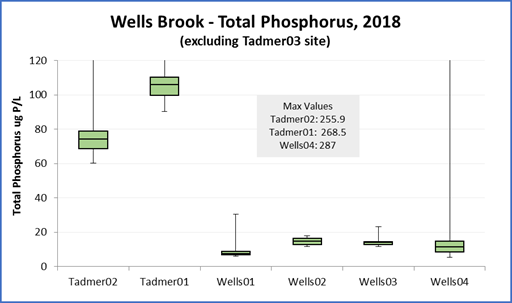 Wells Brook - Total Phosphorus, 2018
(excluding Tadmer03 site)
Total Phosphorus ug P/L
120
100
80
60
40
20
0
Max Values
Tadmer02: 255.9
Tadmer01: 268.5
Wells04: 287
Tadmer02 Tadmer01 Wells01 Wells02 Wells03 Wells04